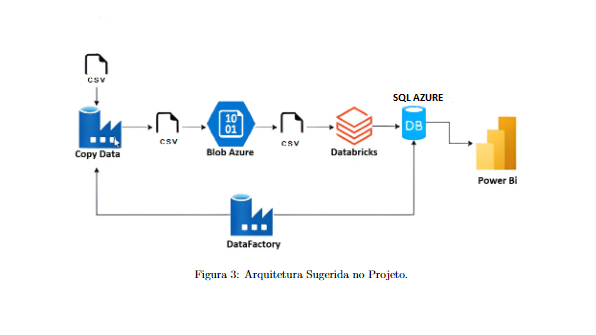 CSV
SQL AZURE
10
01
DB
CSV
CSV
Copy Data
Blob Azure
Databricks
Power Bi
DataFactory
Figura 3: Arquitetura Sugerida no Projeto.